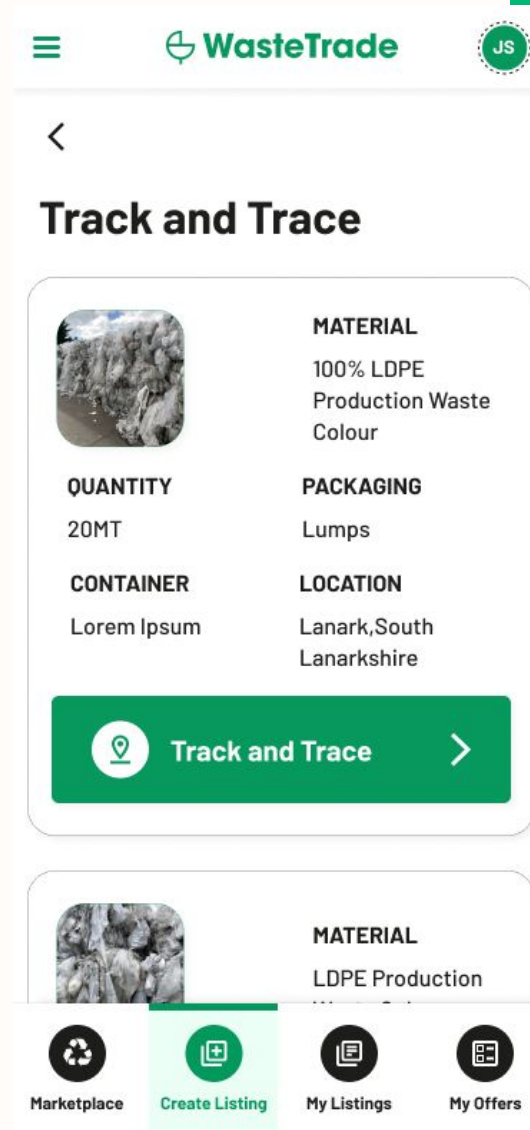 WasteTrade
JS
Track and Trace
MATERIAL
100% LDPE
Production Waste
Colour
QUANTITY
20MT
PACKAGING
Lumps
CONTAINER
Lorem Ipsum
LOCATION
Lanark,South
Lanarkshire
Track and Trace
MATERIAL
LDPE Production
Marketplace
Create Listing
My Listings
My Offers